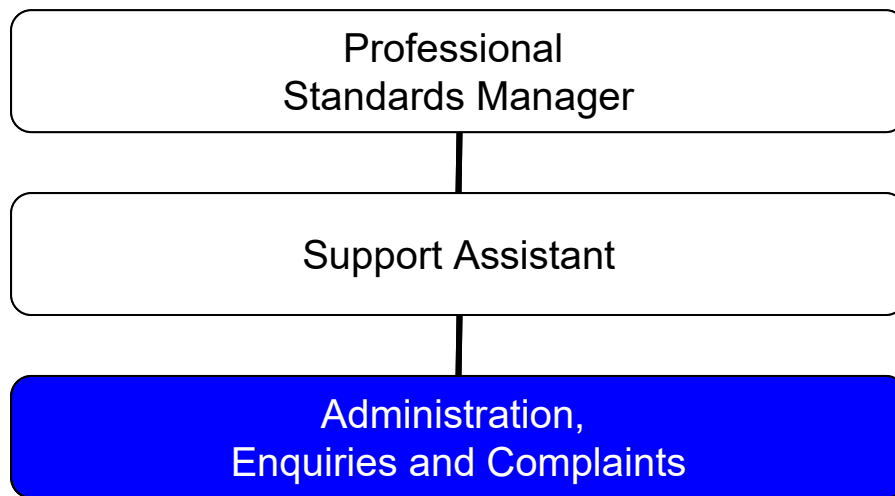 Professional
Standards Manager
Support Assistant
Administration,
Enquiries and Complaints